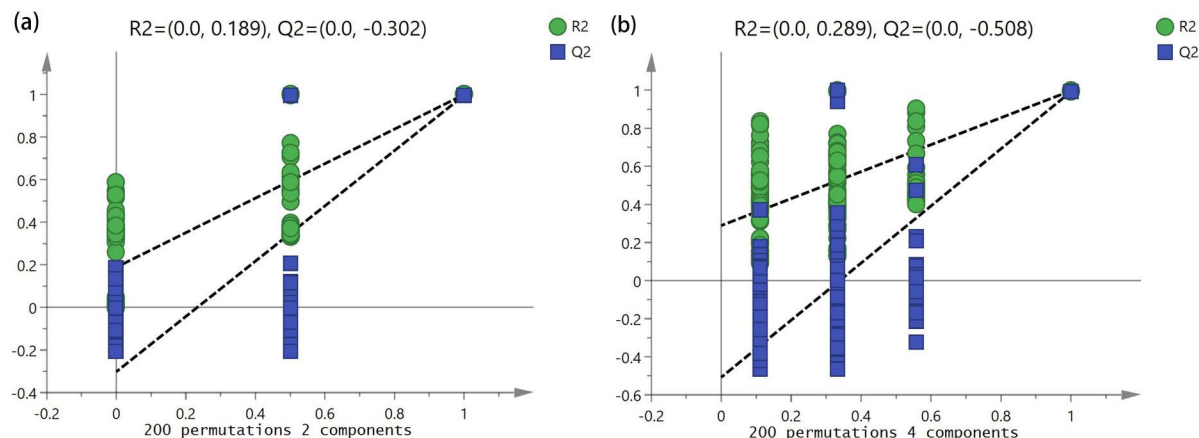 (a)
R2=(0.0, 0.189), Q2=(0.0, -0.302)
R2
Q2
1
0.8
0.6
0.4
0.2
0
-0.2
-0.4
-0.2 0 0.2 0.4 0.6 0.8 1
200 permutations 2 components
(b)
R2=(0.0, 0.289), Q2=(0.0, -0.508)
R2
Q2
1
0.8
0.6
0.4
0.2
0
-0.2
-0.4
-0.6
-0.2 0 0.2 0.4 0.6 0.8 1
200 permutations 4 components